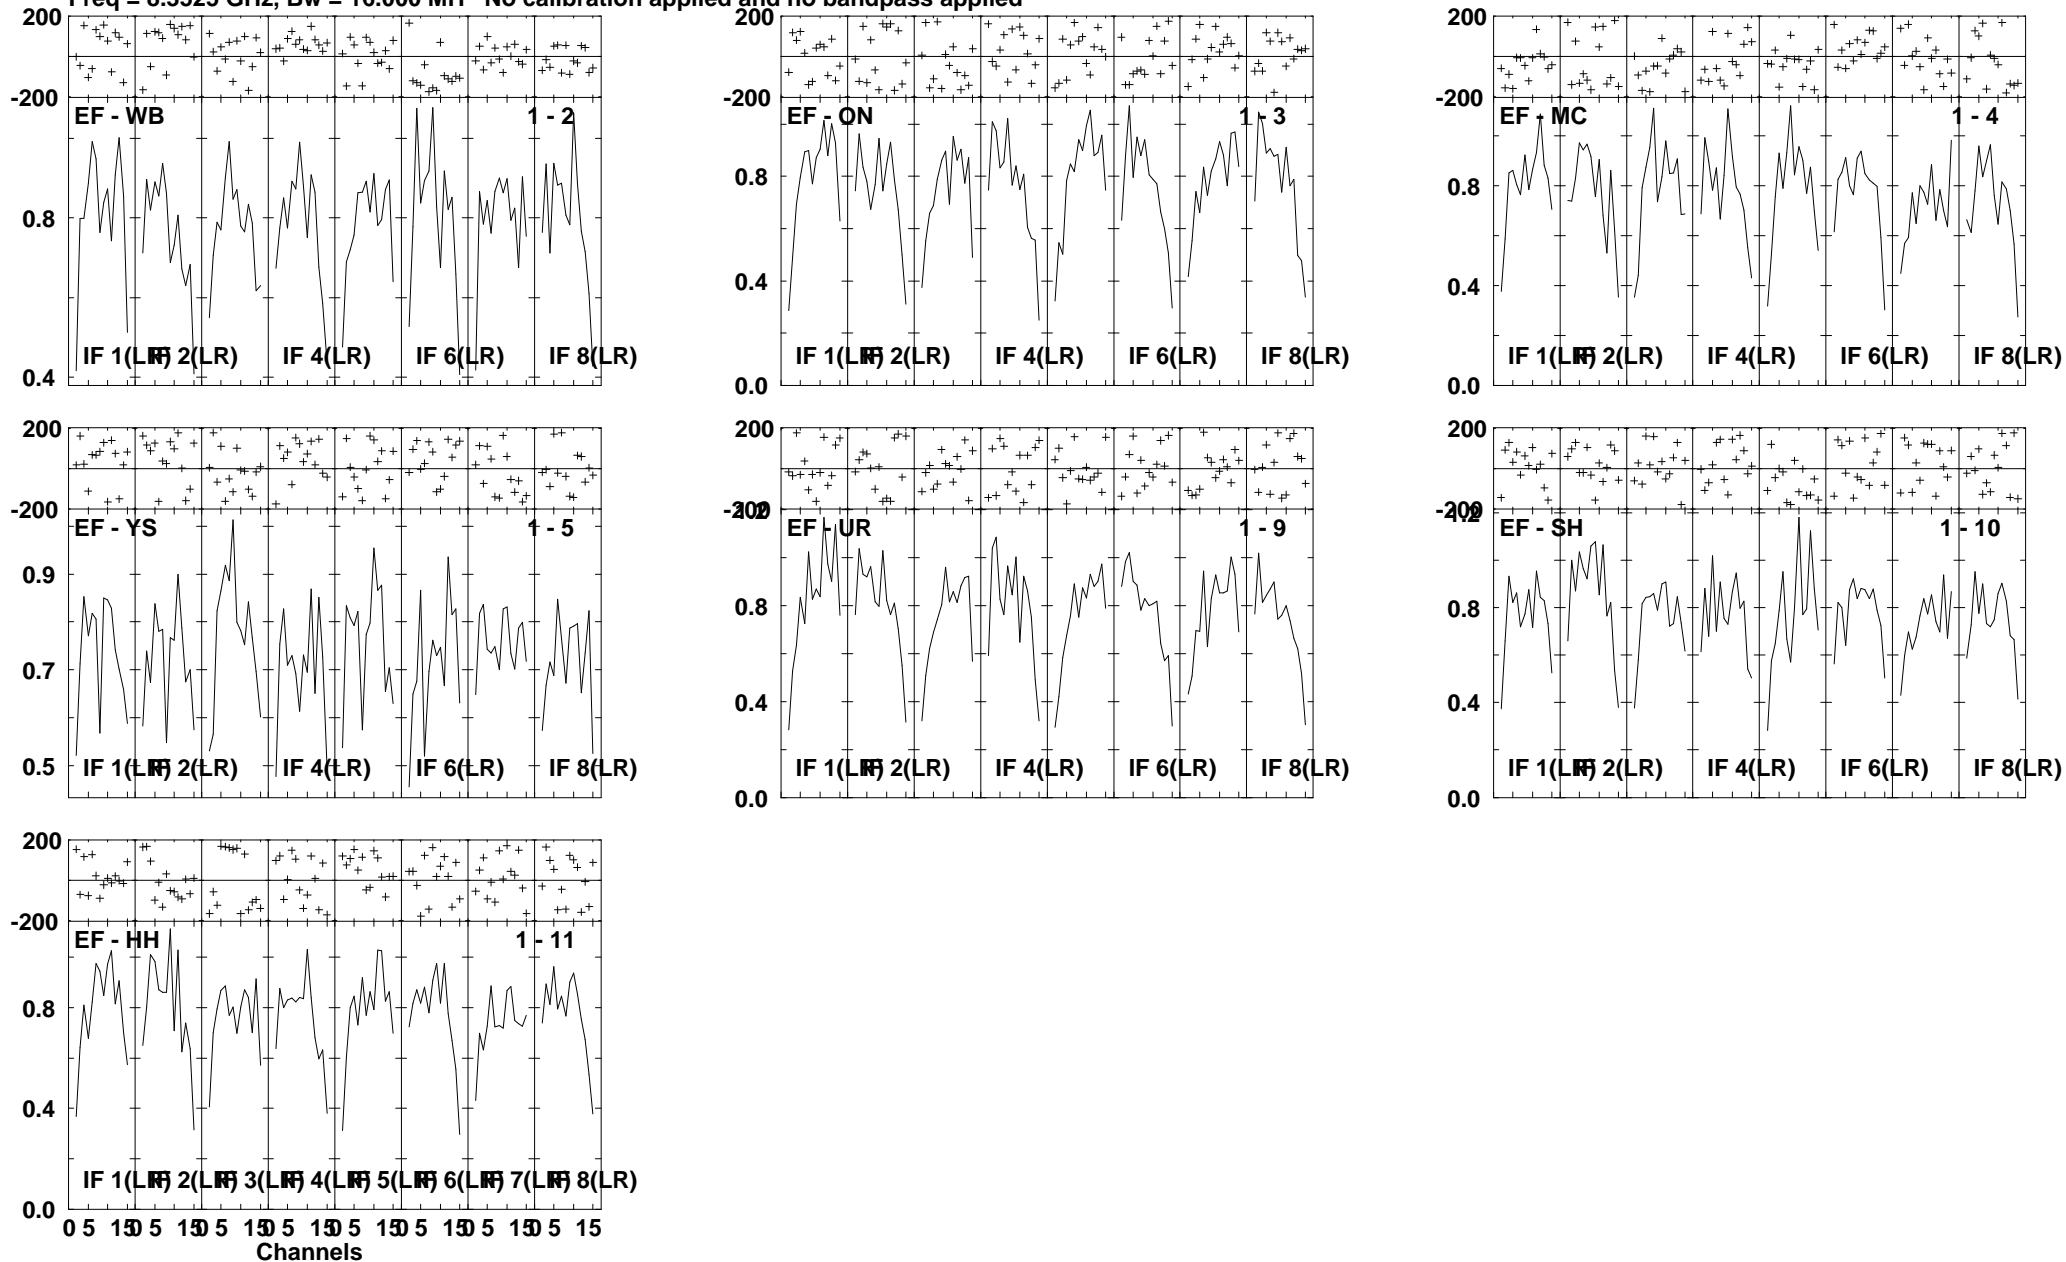 No calibration applied and no bandpass applied
200
-200
EF - WB
1 - 2
0.8
0.4
IF 1(LR)
IF 2(LR)
IF 4(LR)
IF 6(LR)
IF 8(LR)
200
-200
EF - ON
1 - 3
0.8
0.4
0.0
IF 1(LR)
IF 2(LR)
IF 4(LR)
IF 6(LR)
IF 8(LR)
200
-200
EF - MC
1 - 4
0.8
0.4
0.0
IF 1(LR)
IF 2(LR)
IF 4(LR)
IF 6(LR)
IF 8(LR)
200
-200
EF - YS
1 - 5
0.9
0.7
0.5
IF 1(LR)
IF 2(LR)
IF 4(LR)
IF 6(LR)
IF 8(LR)
200
-200
1.2
EF - UR
1 - 9
0.8
0.4
0.0
IF 1(LR)
IF 2(LR)
IF 4(LR)
IF 6(LR)
IF 8(LR)
200
-200
1.2
EF - SH
1 - 10
0.8
0.4
0.0
IF 1(LR)
IF 2(LR)
IF 4(LR)
IF 6(LR)
IF 8(LR)
200
-200
EF - HH
1 - 11
0.8
0.4
0.0
IF 1(LR)
IF 2(LR)
IF 3(LR)
IF 4(LR)
IF 5(LR)
IF 6(LR)
IF 7(LR)
IF 8(LR)
0 5 15
0 5 15
0 5 15
0 5 15
Channels